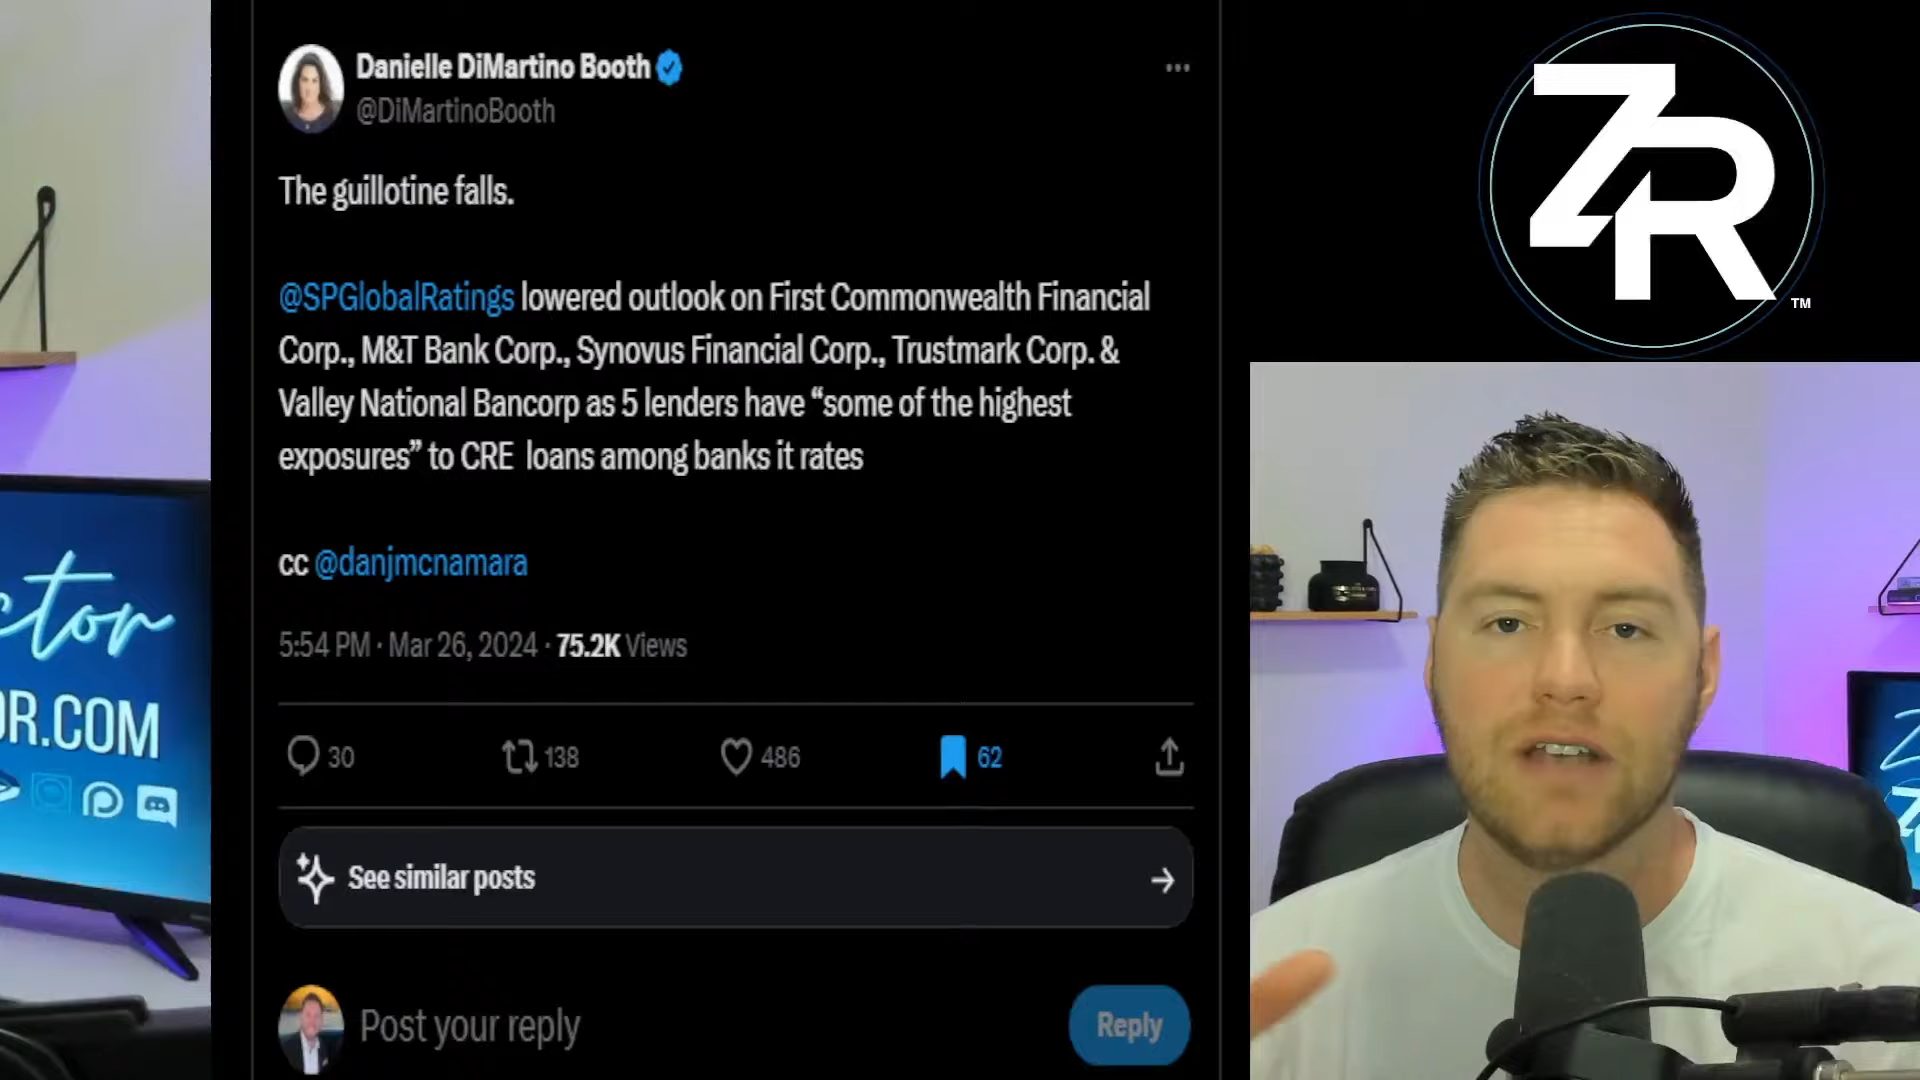 Danielle DiMartino Booth
@DiMartinoBooth
The guillotine falls.
@SPGlobalRatings lowered outlook on First Commonwealth Financial
Corp., M&T Bank Corp., Synovus Financial Corp., Trustmark Corp. &
Valley National Bancorp as 5 lenders have “some of the highest
exposures” to CRE loans among banks it rates
cc @danjmcnamara
5:54 PM · Mar 26, 2024 · 75.2K Views
30 138 486 62
See similar posts
Post your reply
Reply
ctor
OR.COM
ZR
TM